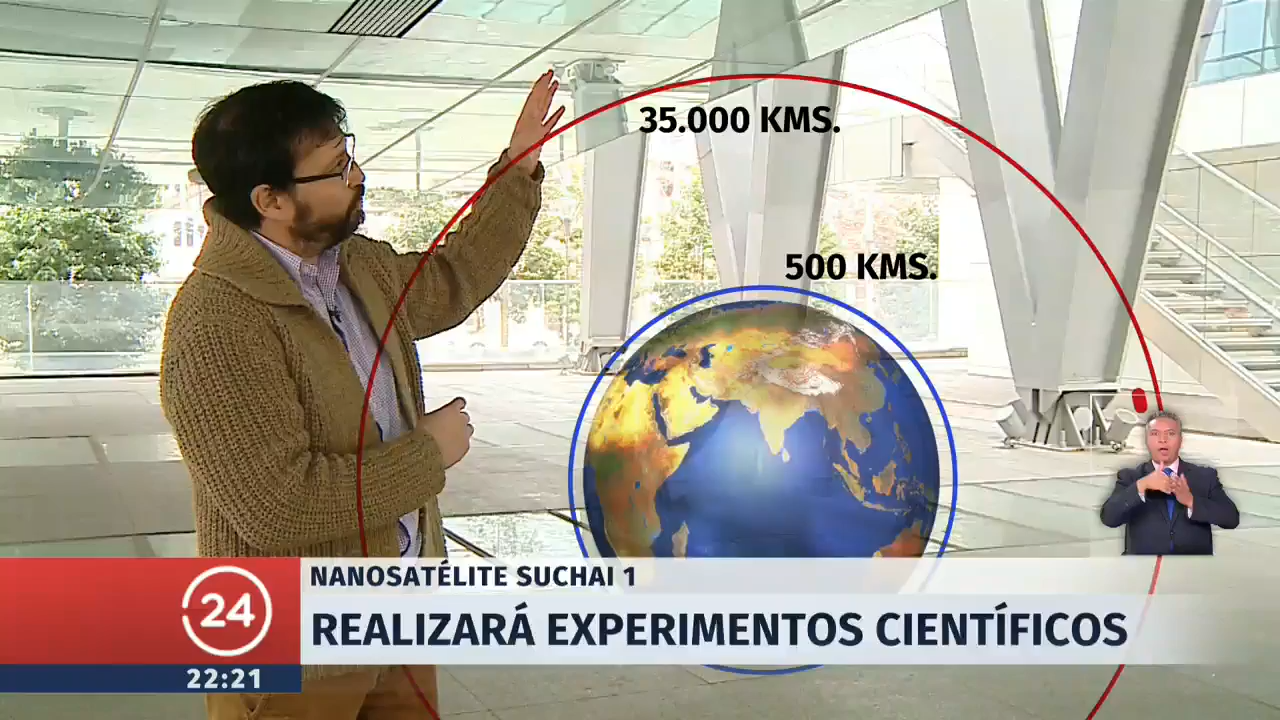 35.000 KMS.
500 KMS.
NANOSATÉLITE SUCHAI 1
24
REALIZARÁ EXPERIMENTOS CIENTÍFICOS
22:21